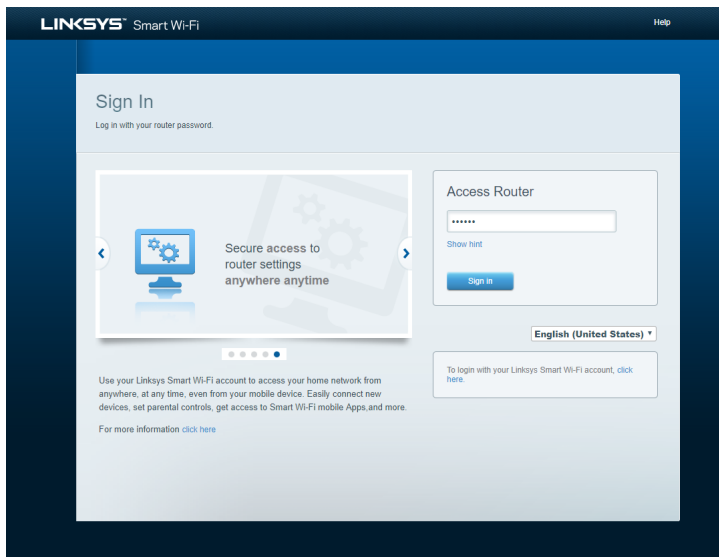 LINKSYS™ Smart Wi-Fi
Help
Sign In
Log in with your router password.
Secure access to
router settings
anywhere anytime
Use your Linksys Smart Wi-Fi account to access your home network from
anywhere, at any time, even from your mobile device. Easily connect new
devices, set parental controls, get access to Smart Wi-Fi mobile Apps,and more.
For more information click here
Access Router
••••••
Show hint
Sign in
English (United States)
To login with your Linksys Smart Wi-Fi account, click
here.